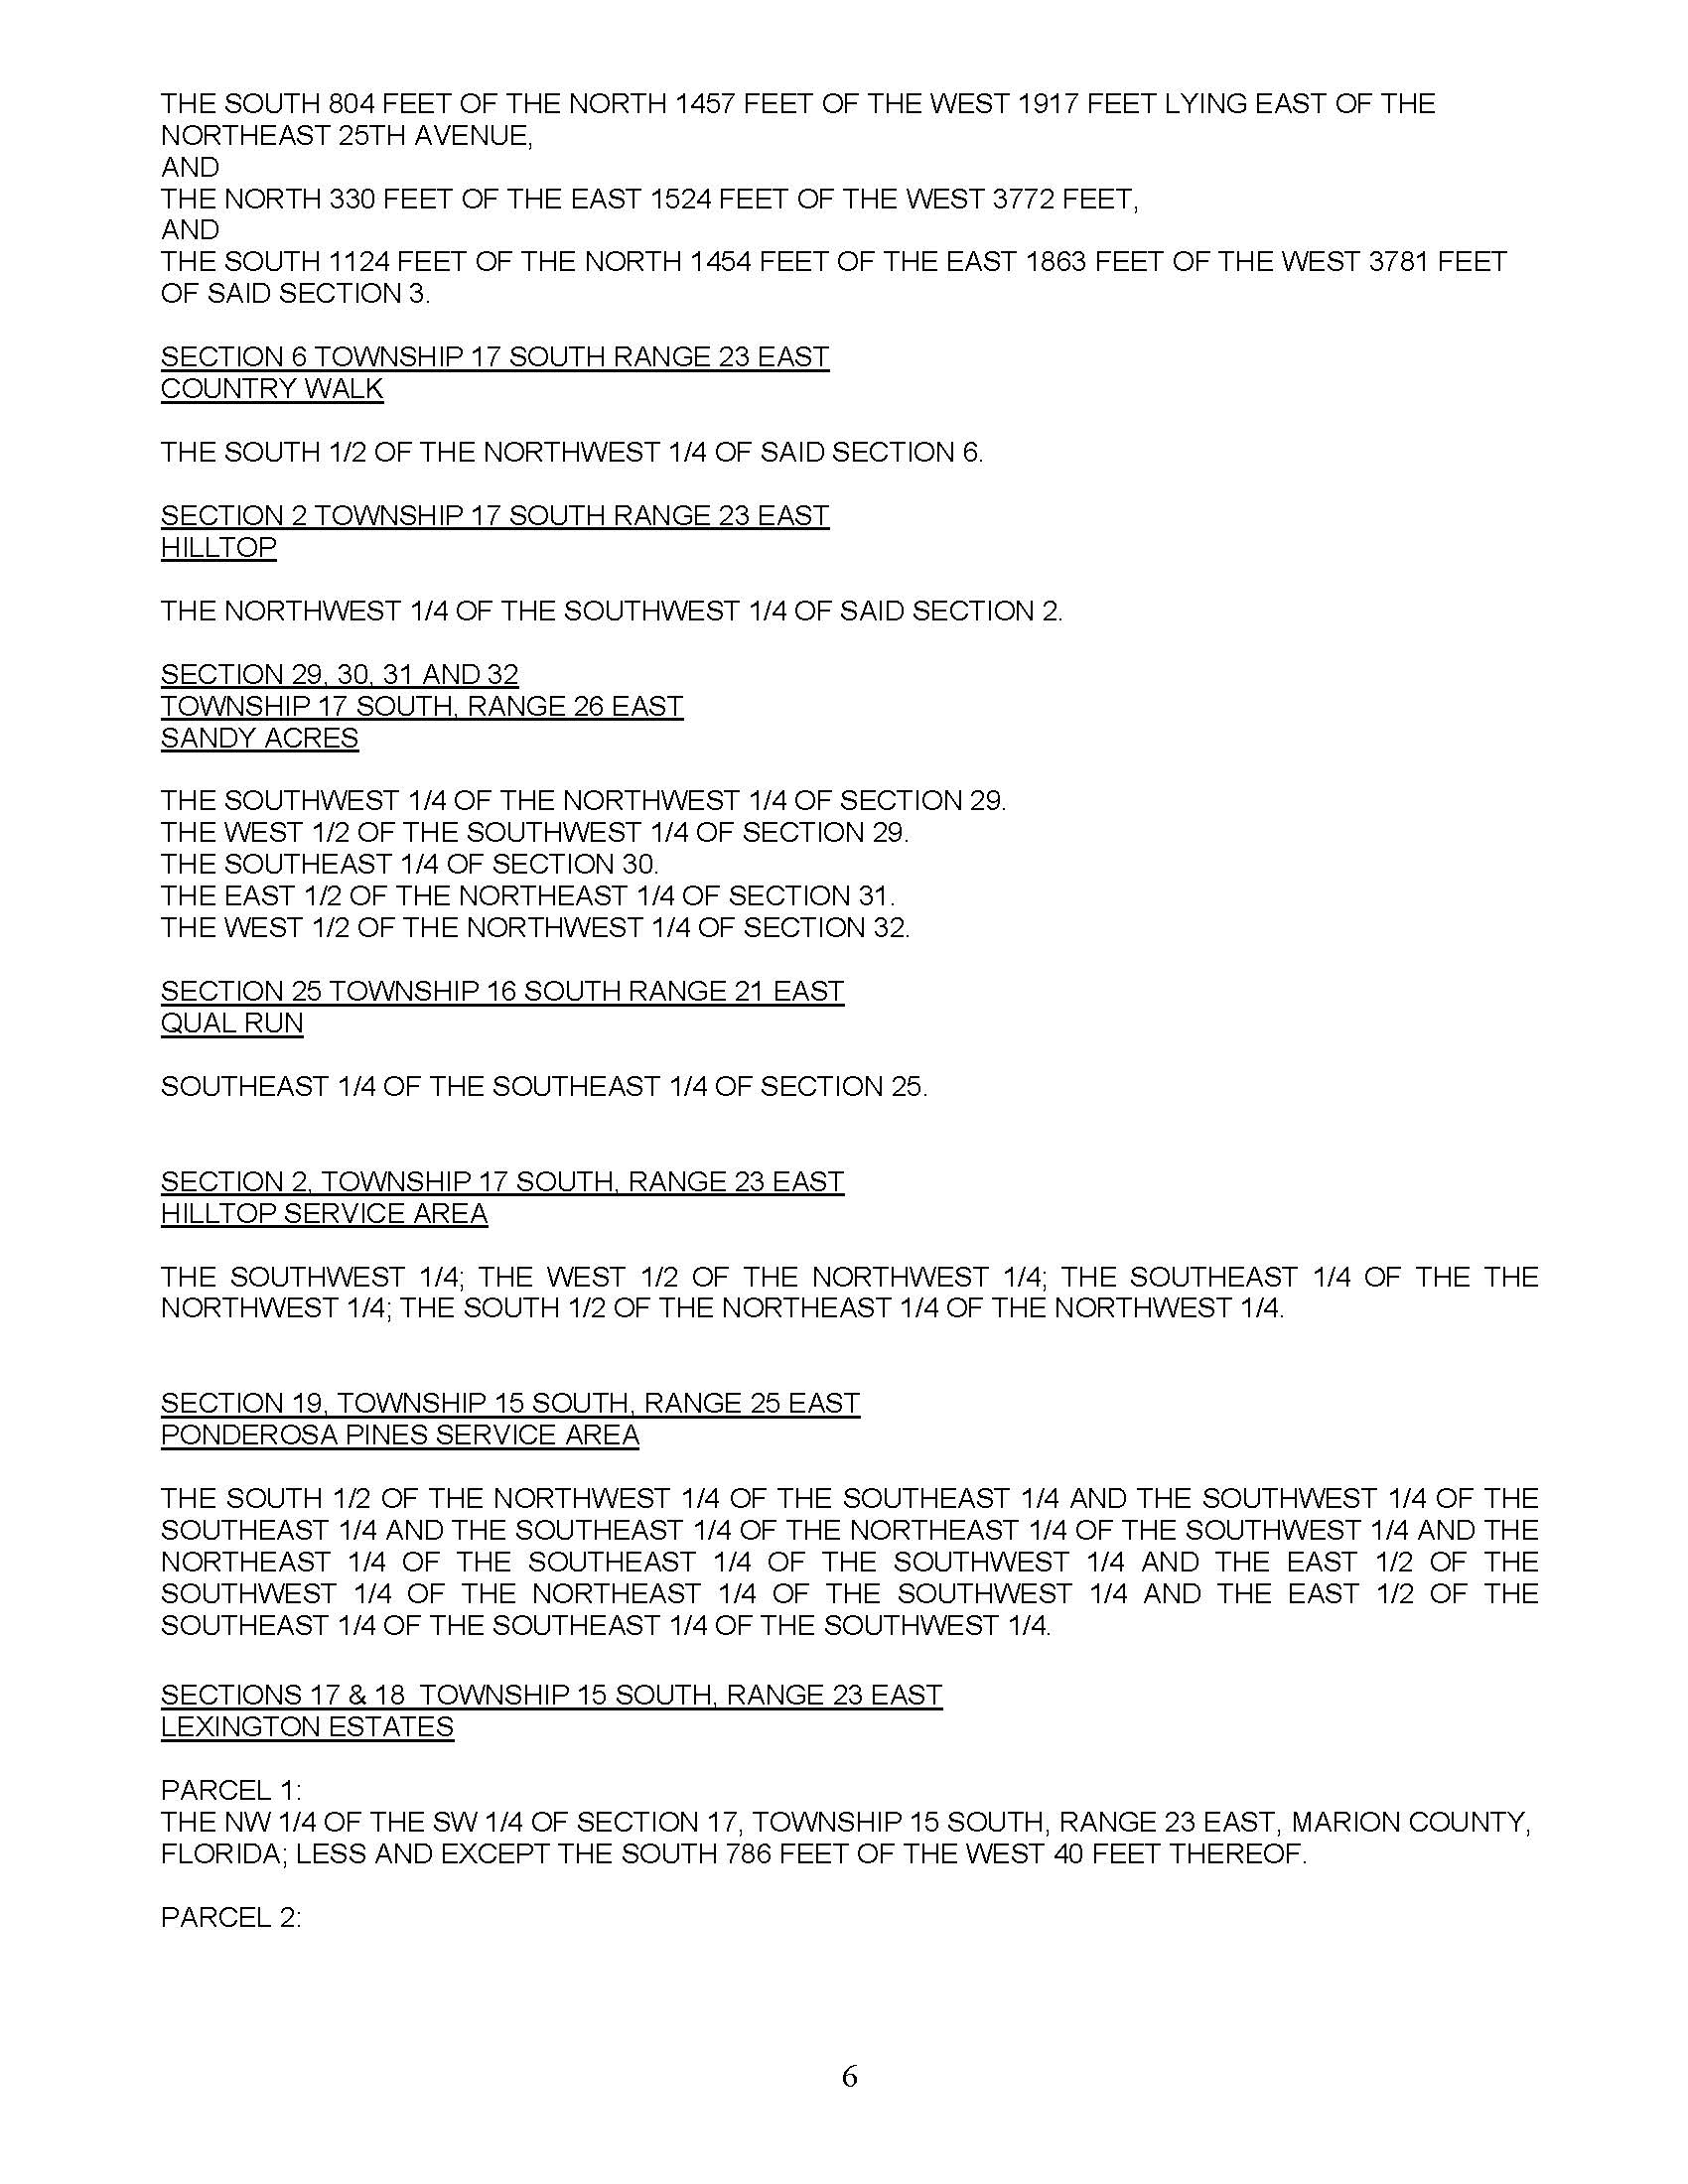 THE SOUTH 804 FEET OF THE NORTH 1457 FEET OF THE WEST 1917 FEET LYING EAST OF THE
NORTHEAST 25TH AVENUE,
AND
THE NORTH 330 FEET OF THE EAST 1524 FEET OF THE WEST 3772 FEET,
AND
THE SOUTH 1124 FEET OF THE NORTH 1454 FEET OF THE EAST 1863 FEET OF THE WEST 3781 FEET
OF SAID SECTION 3.
SECTION 6 TOWNSHIP 17 SOUTH RANGE 23 EAST
COUNTRY WALK
THE SOUTH 1/2 OF THE NORTHWEST 1/4 OF SAID SECTION 6.
SECTION 2 TOWNSHIP 17 SOUTH RANGE 23 EAST
HILLTOP
THE NORTHWEST 1/4 OF THE SOUTHWEST 1/4 OF SAID SECTION 2.
SECTION 29, 30, 31 AND 32
TOWNSHIP 17 SOUTH, RANGE 26 EAST
SANDY ACRES
THE SOUTHWEST 1/4 OF THE NORTHWEST 1/4 OF SECTION 29.
THE WEST 1/2 OF THE SOUTHWEST 1/4 OF SECTION 29.
THE SOUTHEAST 1/4 OF SECTION 30.
THE EAST 1/2 OF THE NORTHEAST 1/4 OF SECTION 31.
THE WEST 1/2 OF THE NORTHWEST 1/4 OF SECTION 32.
SECTION 25 TOWNSHIP 16 SOUTH RANGE 21 EAST
QUAL RUN
SOUTHEAST 1/4 OF THE SOUTHEAST 1/4 OF SECTION 25.
SECTION 2, TOWNSHIP 17 SOUTH, RANGE 23 EAST
HILLTOP SERVICE AREA
THE SOUTHWEST 1/4; THE WEST 1/2 OF THE NORTHWEST 1/4; THE SOUTHEAST 1/4 OF THE THE
NORTHWEST 1/4; THE SOUTH 1/2 OF THE NORTHEAST 1/4 OF THE NORTHWEST 1/4.
SECTION 19, TOWNSHIP 15 SOUTH, RANGE 25 EAST
PONDEROSA PINES SERVICE AREA
THE SOUTH 1/2 OF THE NORTHWEST 1/4 OF THE SOUTHEAST 1/4 AND THE SOUTHWEST 1/4 OF THE
SOUTHEAST 1/4 AND THE SOUTHEAST 1/4 OF THE NORTHEAST 1/4 OF THE SOUTHWEST 1/4 AND THE
NORTHEAST 1/4 OF THE SOUTHEAST 1/4 OF THE SOUTHWEST 1/4 AND THE EAST 1/2 OF THE
SOUTHWEST 1/4 OF THE NORTHEAST 1/4 OF THE SOUTHWEST 1/4 AND THE EAST 1/2 OF THE
SOUTHEAST 1/4 OF THE SOUTHEAST 1/4 OF THE SOUTHWEST 1/4.
SECTIONS 17 & 18 TOWNSHIP 15 SOUTH, RANGE 23 EAST
LEXINGTON ESTATES
PARCEL 1:
THE NW 1/4 OF THE SW 1/4 OF SECTION 17, TOWNSHIP 15 SOUTH, RANGE 23 EAST, MARION COUNTY,
FLORIDA; LESS AND EXCEPT THE SOUTH 786 FEET OF THE WEST 40 FEET THEREOF.
PARCEL 2:
6